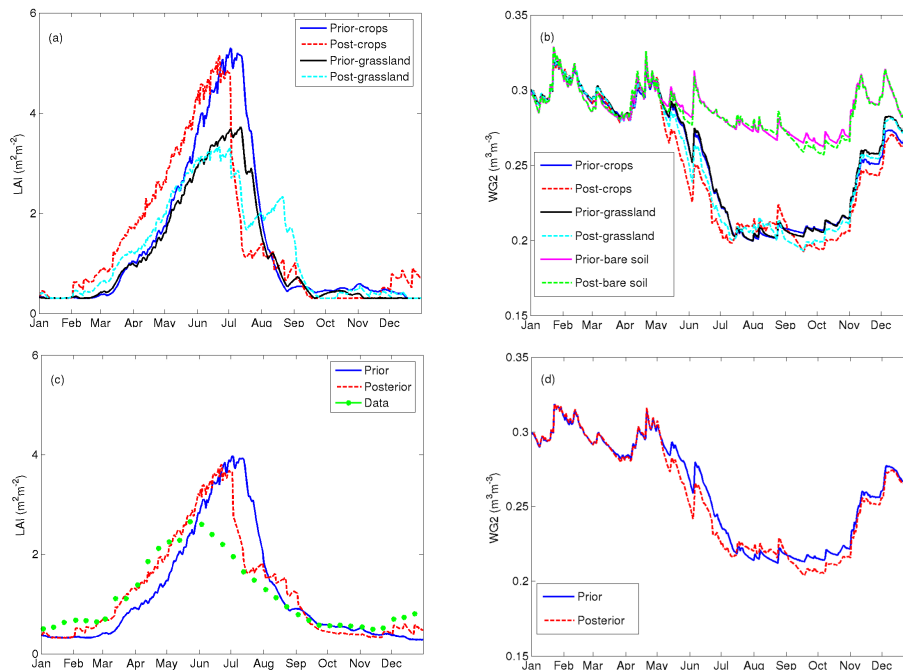 (a)
LAI (m²m⁻²)
6
4
2
0
Prior-crops
Post-crops
Prior-grassland
Post-grassland
Jan Feb Mar Apr May Jun Jul Aug Sep Oct Nov Dec
(b)
WG2 (m³m⁻³)
0.35
0.3
0.25
0.2
0.15
Prior-crops
Post-crops
Prior-grassland
Post-grassland
Prior-bare soil
Post-bare soil
Jan Feb Mar Apr May Jun Jul Aug Sep Oct Nov Dec
(c)
LAI (m²m⁻²)
6
4
2
0
Prior
Posterior
Data
Jan Feb Mar Apr May Jun Jul Aug Sep Oct Nov Dec
(d)
WG2 (m³m⁻³)
0.35
0.3
0.25
0.2
0.15
Prior
Posterior
Jan Feb Mar Apr May Jun Jul Aug Sep Oct Nov Dec